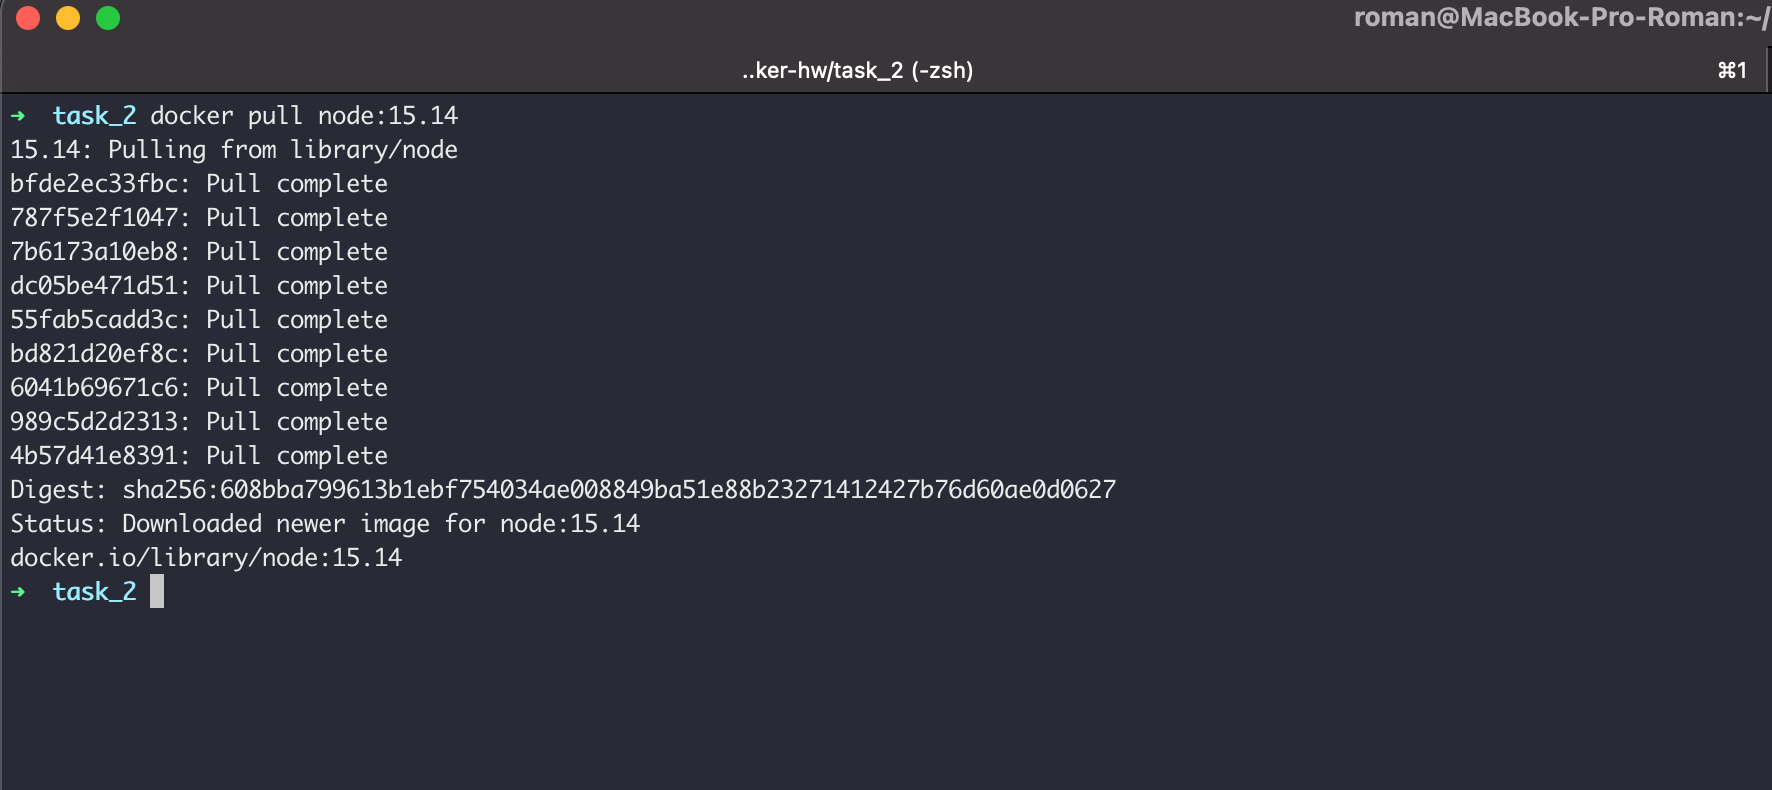 roman@MacBook-Pro-Roman:~/
..ker-hw/task_2 (-zsh) ⌘1
➜ task_2 docker pull node:15.14
15.14: Pulling from library/node
bfde2ec33fbc: Pull complete
787f5e2f1047: Pull complete
7b6173a10eb8: Pull complete
dc05be471d51: Pull complete
55fab5cadd3c: Pull complete
bd821d20ef8c: Pull complete
6041b69671c6: Pull complete
989c5d2d2313: Pull complete
4b57d41e8391: Pull complete
Digest: sha256:608bba799613b1ebf754034ae008849ba51e88b23271412427b76d60ae0d0627
Status: Downloaded newer image for node:15.14
docker.io/library/node:15.14
➜ task_2